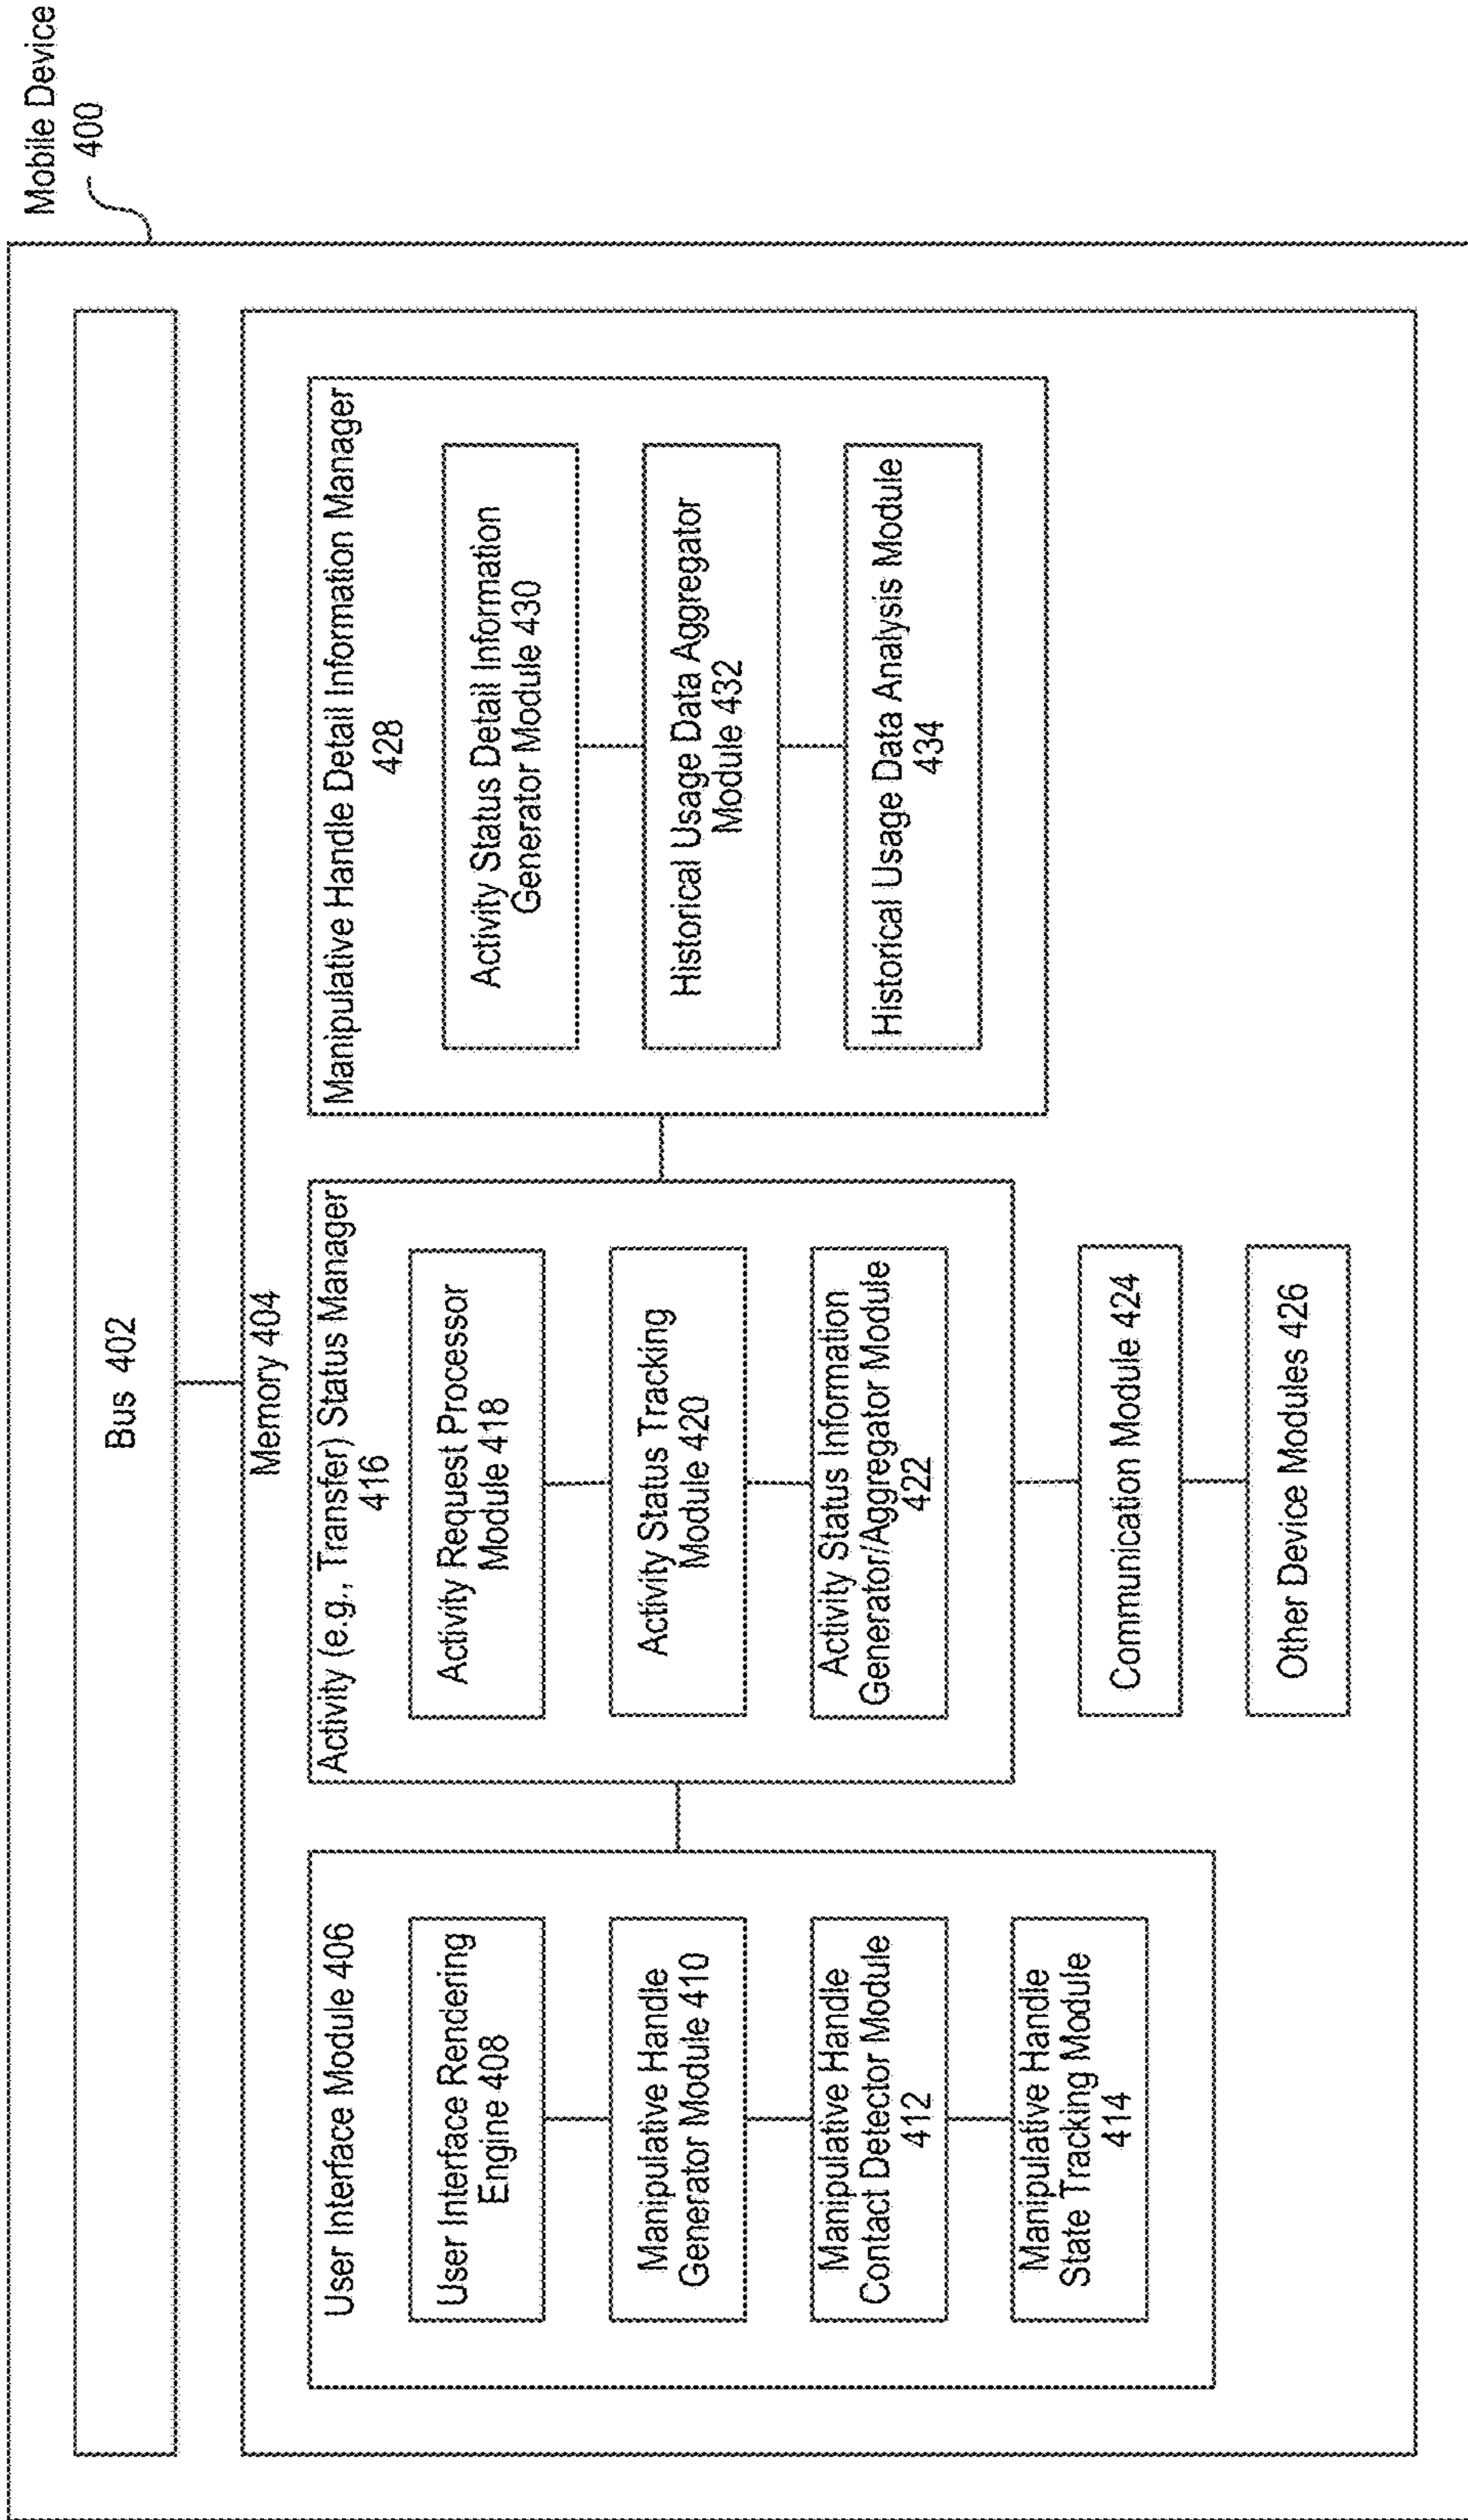 Mobile Device
400
Bus 402
Memory 404
User Interface Module 406
User Interface Rendering
Engine 408
Manipulative Handle
Generator Module 410
Manipulative Handle
Contact Detector Module
412
Manipulative Handle
State Tracking Module
414
Activity (e.g., Transfer) Status Manager
416
Activity Request Processor
Module 418
Activity Status Tracking
Module 420
Activity Status Information
Generator/Aggregator Module
422
Communication Module 424
Other Device Modules 426
Manipulative Handle Detail Information Manager
428
Activity Status Detail Information
Generator Module 430
Historical Usage Data Aggregator
Module 432
Historical Usage Data Analysis Module
434